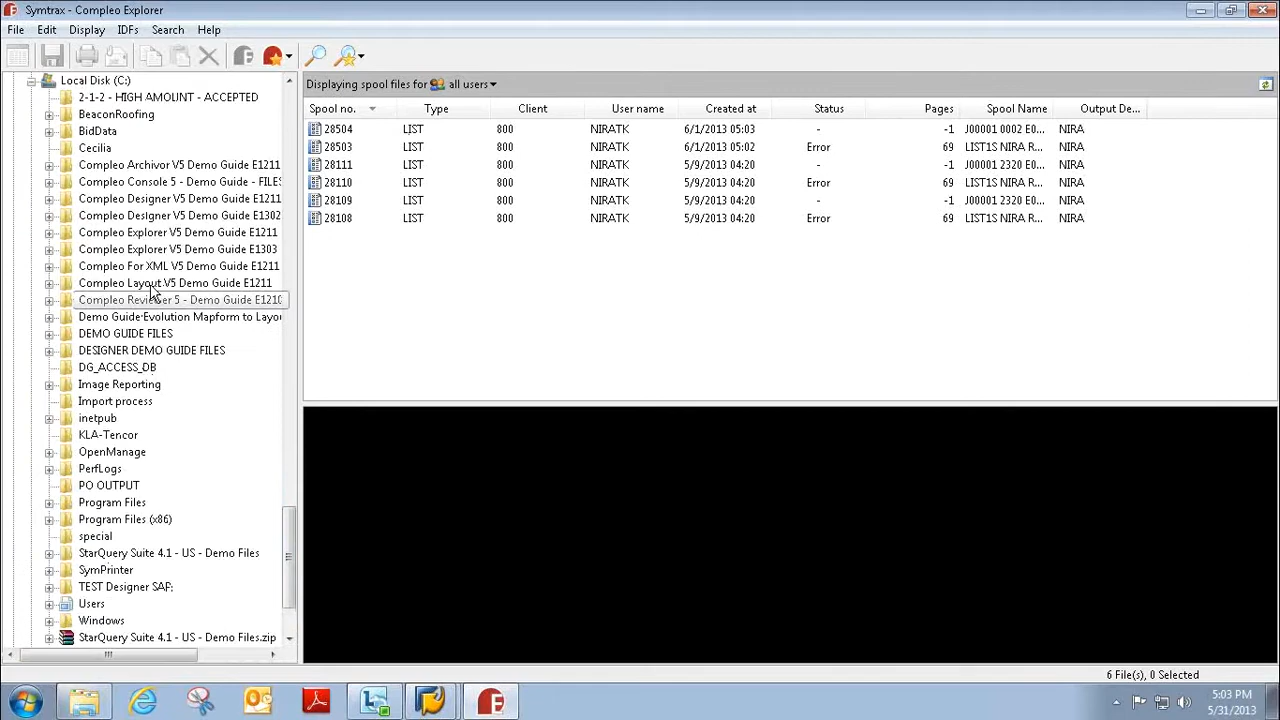 Symtrax - Compleo Explorer
File Edit Display IDFs Search Help
Local Disk (C:)
2-1-2 - HIGH AMOUNT - ACCEPTED
BeaconRoofing
BidData
Cecilia
Compleo Archivor V5 Demo Guide E1211
Compleo Console 5 - Demo Guide - FILES
Compleo Designer V5 Demo Guide E1211
Compleo Designer V5 Demo Guide E1302
Compleo Explorer V5 Demo Guide E1211
Compleo Explorer V5 Demo Guide E1303
Compleo For XML V5 Demo Guide E1211
Compleo Layout V5 Demo Guide E1211
Compleo Reviewer 5 - Demo Guide E1210
Demo Guide-Evolution Mapform to Layou
DEMO GUIDE FILES
DESIGNER DEMO GUIDE FILES
DG_ACCESS_DB
Image Reporting
Import process
inetpub
KLA-Tencor
OpenManage
PerfLogs
PO OUTPUT
Program Files
Program Files (x86)
special
StarQuery Suite 4.1 - US - Demo Files
SymPrinter
TEST Designer SAP;
Users
Windows
StarQuery Suite 4.1 - US - Demo Files.zip
Displaying spool files for all users
Spool no. Type Client User name Created at Status Pages Spool Name Output De...
28504 LIST 800 NIRATK 6/1/2013 05:03 - -1 J00001 0002 E0... NIRA
28503 LIST 800 NIRATK 6/1/2013 05:02 Error 69 LIST1S NIRA R... NIRA
28111 LIST 800 NIRATK 5/9/2013 04:20 - -1 J00001 2320 E0... NIRA
28110 LIST 800 NIRATK 5/9/2013 04:20 Error 69 LIST1S NIRA R... NIRA
28109 LIST 800 NIRATK 5/9/2013 04:20 - -1 J00001 2320 E0... NIRA
28108 LIST 800 NIRATK 5/9/2013 04:20 Error 69 LIST1S NIRA R... NIRA
6 File(s), 0 Selected
5:03 PM
5/31/2013